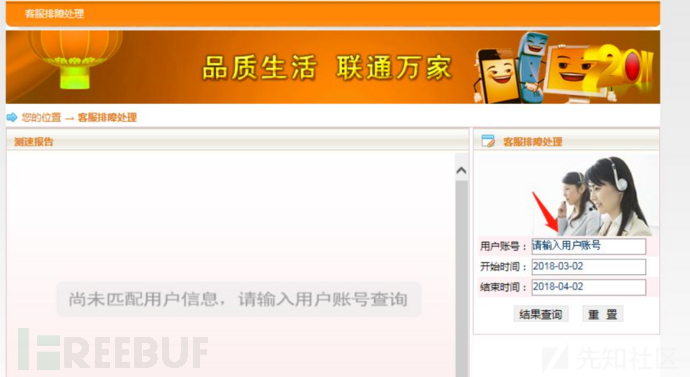 客服排障处理
品质生活 联通万家
2011
您的位置 → 客服排障处理
测速报告
客服排障处理
用户账号： 请输入用户账号
开始时间： 2018-03-02
结束时间： 2018-04-02
结果查询 重 置
尚未匹配用户信息，请输入用户账号查询
FREEBUF
先知社区